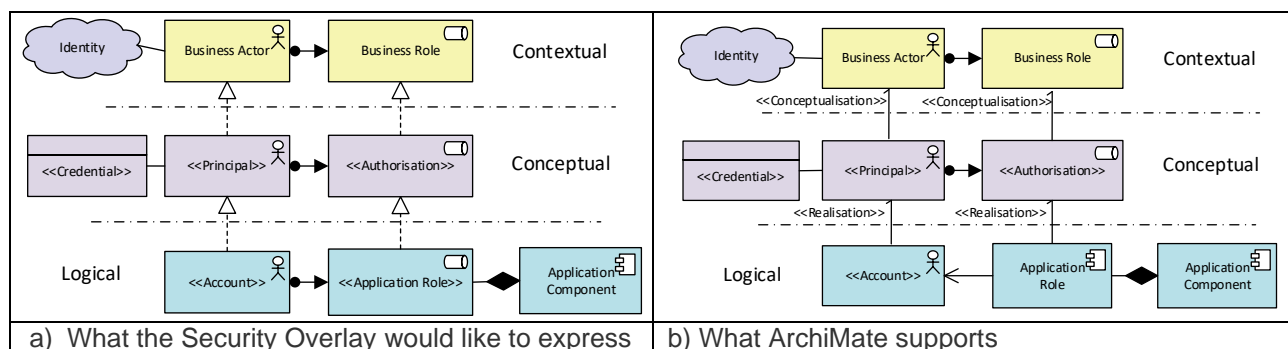 Identity
Business Actor
Business Role
Contextual
<<Credential>>
<<Principal>>
<<Authorisation>>
Conceptual
Logical
<<Account>>
<<Application Role>>
Application
Component
a) What the Security Overlay would like to express
Identity
Business Actor
Business Role
Contextual
<<Conceptualisation>>
<<Conceptualisation>>
<<Credential>>
<<Principal>>
<<Authorisation>>
Conceptual
<<Realisation>>
<<Realisation>>
Logical
<<Account>>
Application
Role
Application
Component
b) What ArchiMate supports